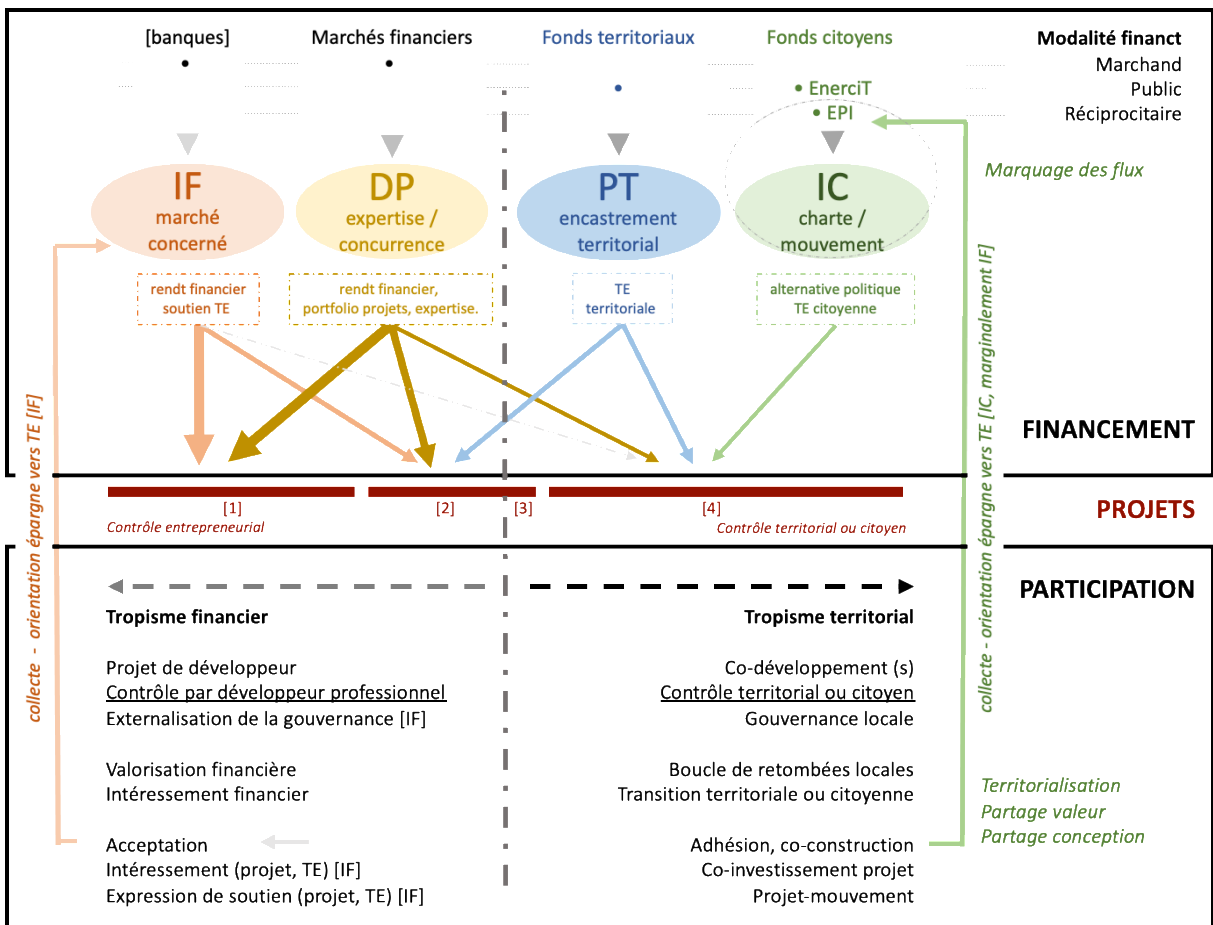 [banques]
Marchés financiers
Fonds territoriaux
Fonds citoyens
Modalité financt
Marchand
Public
Réciprocitaire
• EnerciT
• EPI
Marquage des flux
IF
marché
concerné
DP
expertise /
concurrence
PT
encastrement
territorial
IC
charte /
mouvement
rendt financier
soutien TE
rendt financier,
portfolio projets, expertise.
TE
territoriale
alternative politique
TE citoyenne
collecte - orientation épargne vers TE [IF]
collecte - orientation épargne vers TE [IC, marginalement IF]
FINANCEMENT
[1]
[2]
[3]
[4]
Contrôle entrepreneurial
Contrôle territorial ou citoyen
PROJETS
PARTICIPATION
Tropisme financier
Tropisme territorial
Projet de développeur
Contrôle par développeur professionnel
Externalisation de la gouvernance [IF]
Co-développement (s)
Contrôle territorial ou citoyen
Gouvernance locale
Valorisation financière
Intéressement financier
Boucle de retombées locales
Transition territoriale ou citoyenne
Territorialisation
Partage valeur
Partage conception
Acceptation
Intéressement (projet, TE) [IF]
Expression de soutien (projet, TE) [IF]
Adhésion, co-construction
Co-investissement projet
Projet-mouvement